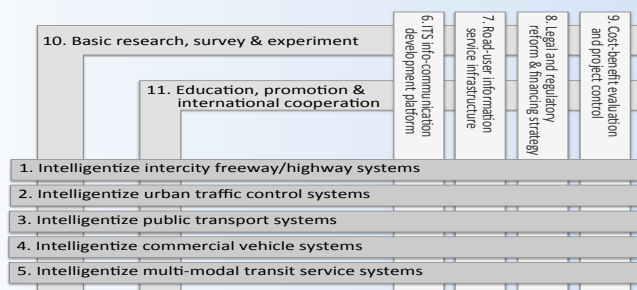 10. Basic research, survey & experiment
11. Education, promotion &
international cooperation
6. ITS info-communication
development platform
7. Road-user information
service infrastructure
8. Legal and regulatory
reform & financing strategy
9. Cost-benefit evaluation
and project control
1. Intelligentize intercity freeway/highway systems
2. Intelligentize urban traffic control systems
3. Intelligentize public transport systems
4. Intelligentize commercial vehicle systems
5. Intelligentize multi-modal transit service systems